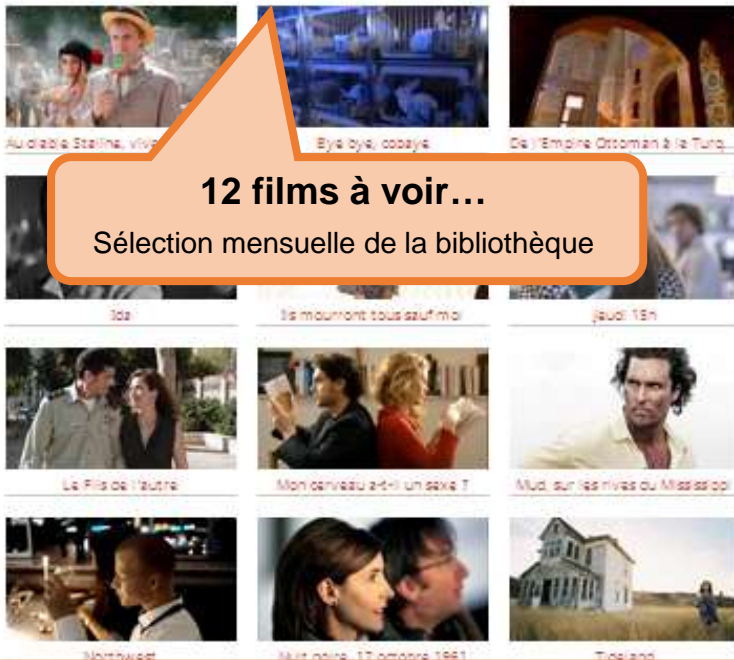 Au diable Staline, viv
Eye bye, cobaye
De l'Empire Ottoman à la Turq...
12 films à voir…
Sélection mensuelle de la bibliothèque
Ida
Ils mourront tous sauf moi
Jeudi 15h
Le Fils de l'autre
Mon cerveau a-t-il un sexe ?
Mud, sur les rives du Mississippi
Northwest
Nuit noire, 17 octobre 1961
Tideland